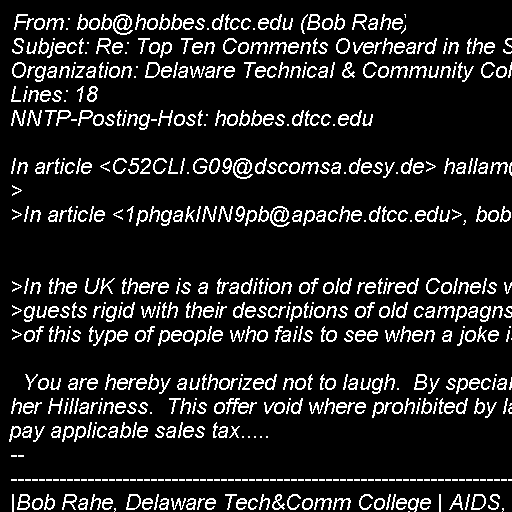 From: bob@hobbes.dtcc.edu (Bob Rahe)
Subject: Re: Top Ten Comments Overheard in the S
Organization: Delaware Technical & Community Col
Lines: 18
NNTP-Posting-Host: hobbes.dtcc.edu
In article <C52CLI.G09@dscomsa.desy.de> hallam@
>
>In article <1phgakINN9pb@apache.dtcc.edu>, bob
>In the UK there is a tradition of old retired Colnels w
>guests rigid with their descriptions of old campagns
>of this type of people who fails to see when a joke is
You are hereby authorized not to laugh.  By special
her Hillariness.  This offer void where prohibited by la
pay applicable sales tax.....
--
--------------------------------------------------------------------------
|Bob Rahe, Delaware Tech&Comm College | AIDS,